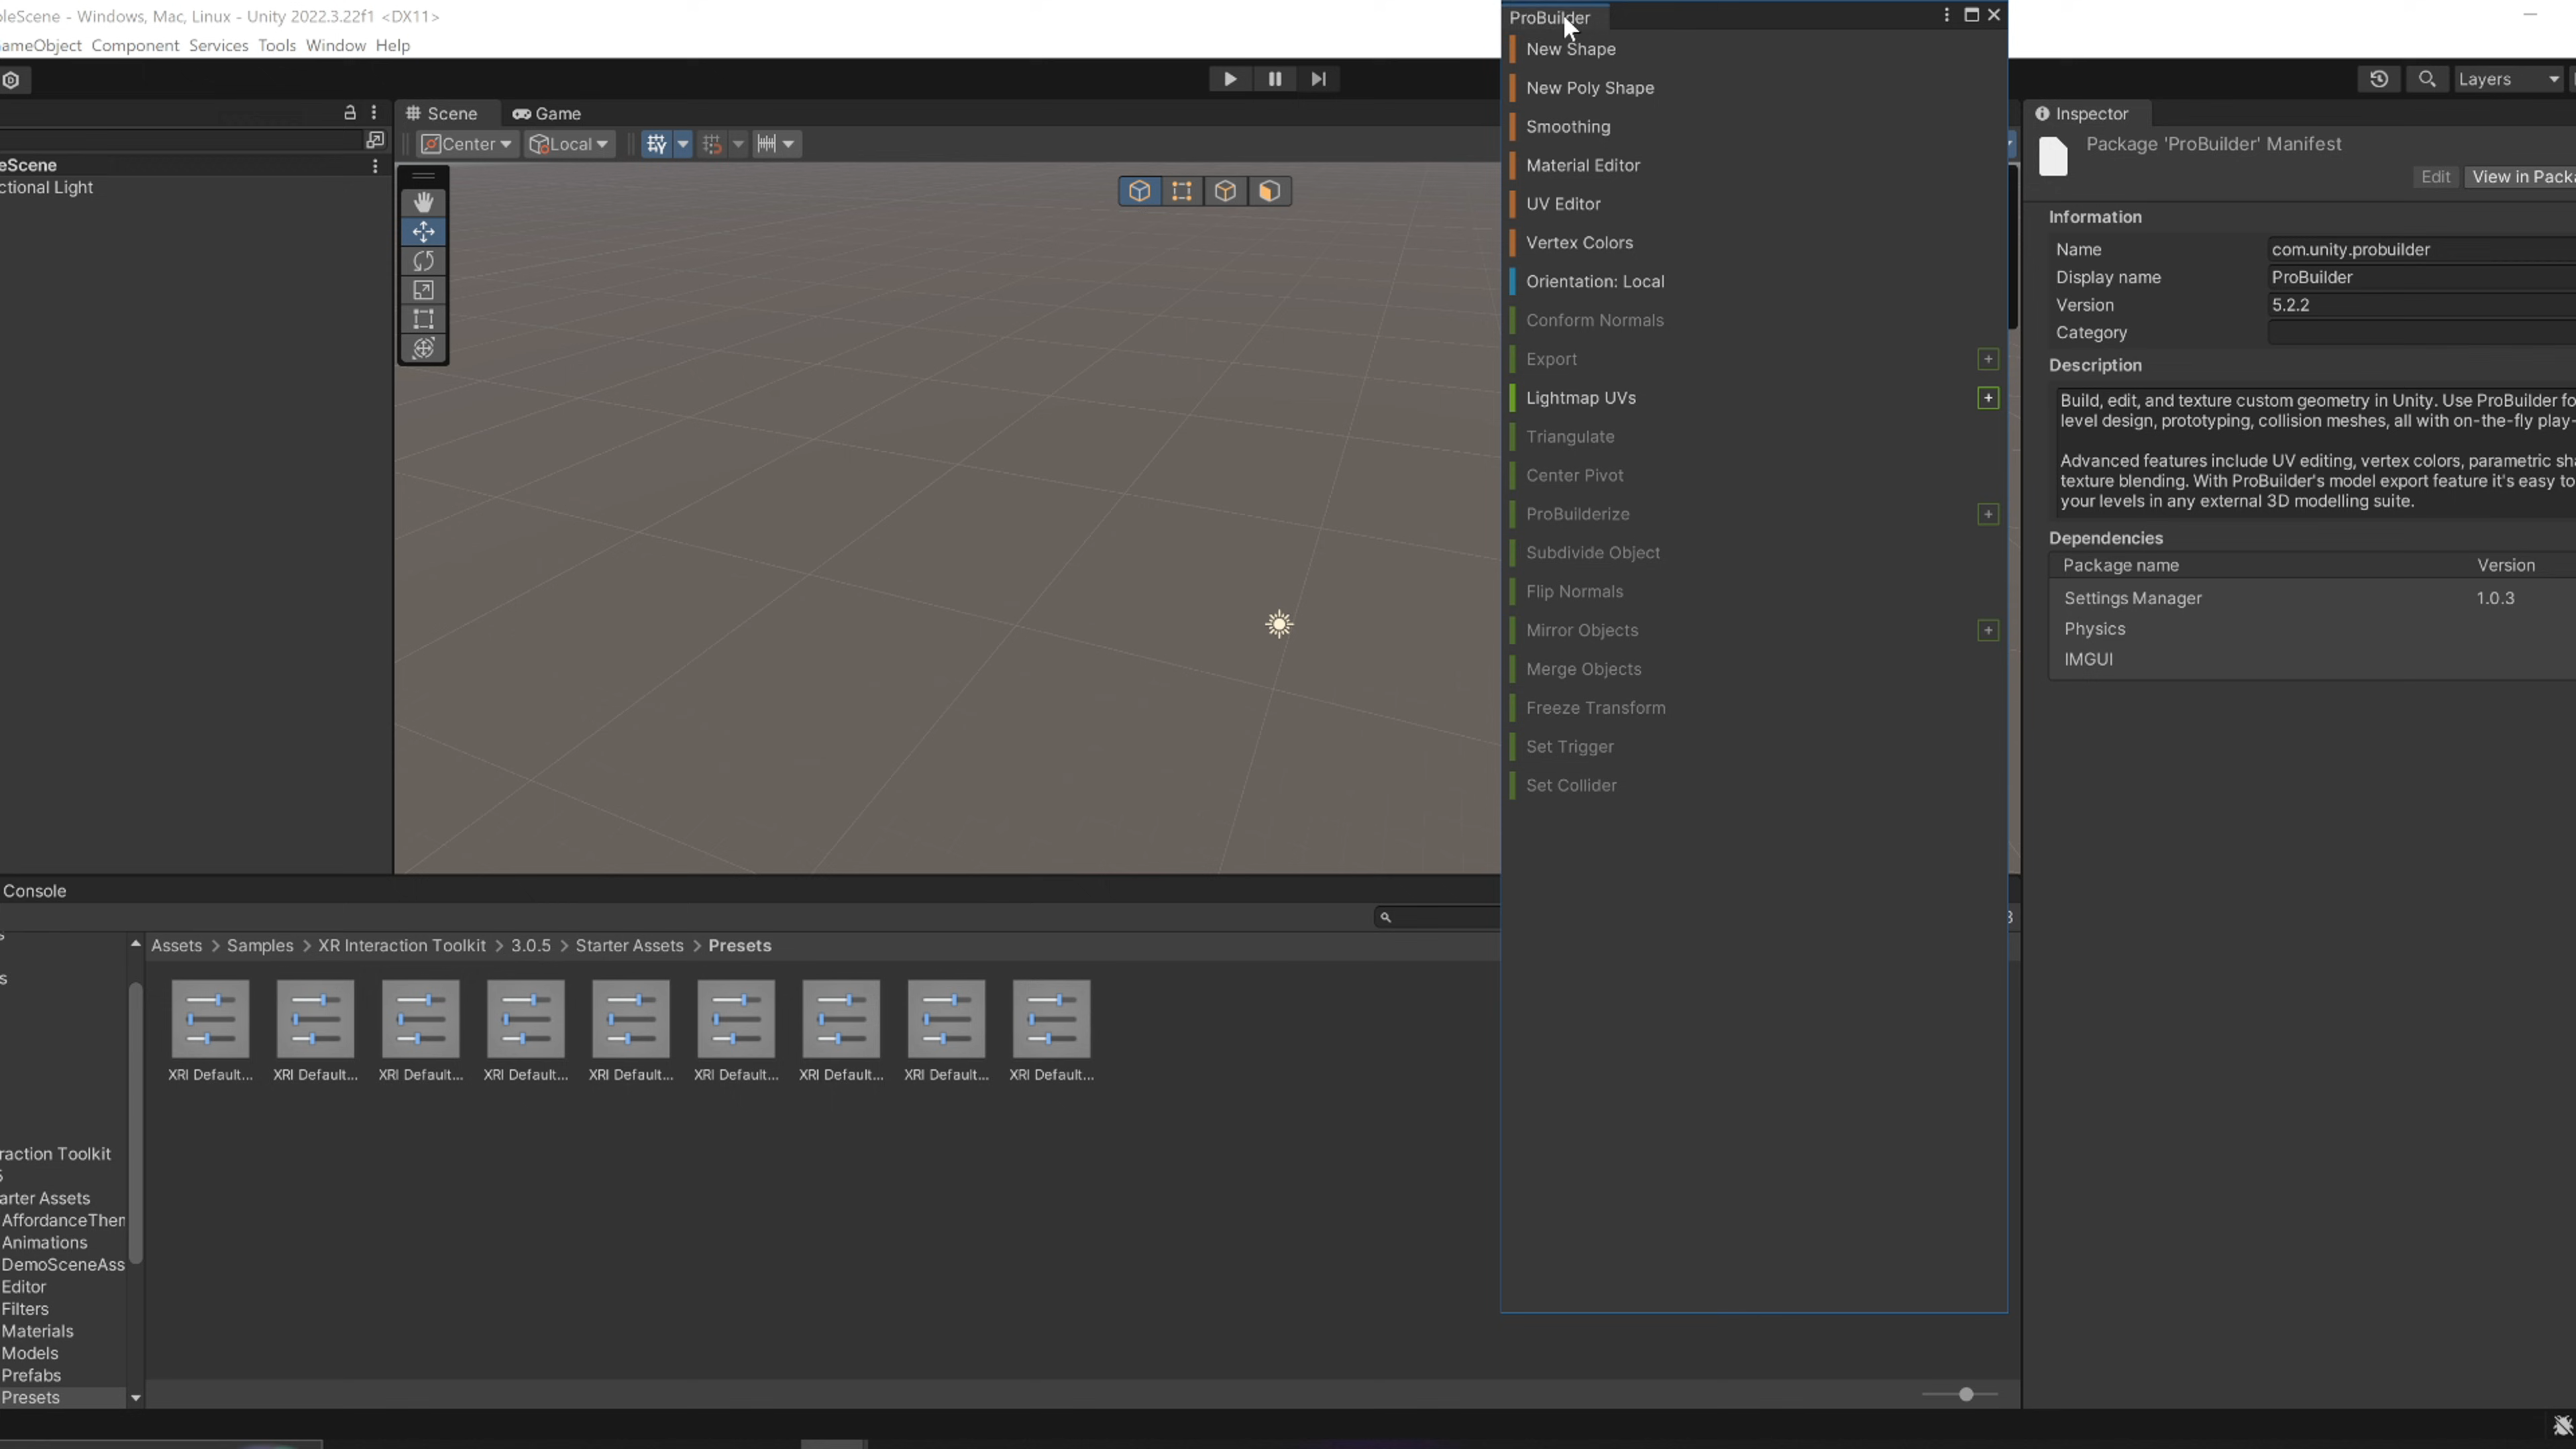 oleScene - Windows, Mac, Linux - Unity 2022.3.22f1 <DX11>
GameObject Component Services Tools Window Help
ProBuilder
New Shape
New Poly Shape
Smoothing
Material Editor
UV Editor
Vertex Colors
Orientation: Local
Conform Normals
Export
Lightmap UVs
Triangulate
Center Pivot
ProBuilderize
Subdivide Object
Flip Normals
Mirror Objects
Merge Objects
Freeze Transform
Set Trigger
Set Collider
Layers
Scene Game
Center Local
eScene
ctional Light
Inspector
Package 'ProBuilder' Manifest
Edit View in Packa
Information
Name com.unity.probuilder
Display name ProBuilder
Version 5.2.2
Category
Description
Build, edit, and texture custom geometry in Unity. Use ProBuilder fo
level design, prototyping, collision meshes, all with on-the-fly play-
Advanced features include UV editing, vertex colors, parametric sha
texture blending. With ProBuilder's model export feature it's easy to
your levels in any external 3D modelling suite.
Dependencies
Package name Version
Settings Manager 1.0.3
Physics
IMGUI
Console
Assets > Samples > XR Interaction Toolkit > 3.0.5 > Starter Assets > Presets
XRI Default... XRI Default... XRI Default... XRI Default... XRI Default... XRI Default... XRI Default... XRI Default... XRI Default...
s
raction Toolkit
5
arter Assets
AffordanceThem
Animations
DemoSceneAss
Editor
Filters
Materials
Models
Prefabs
Presets